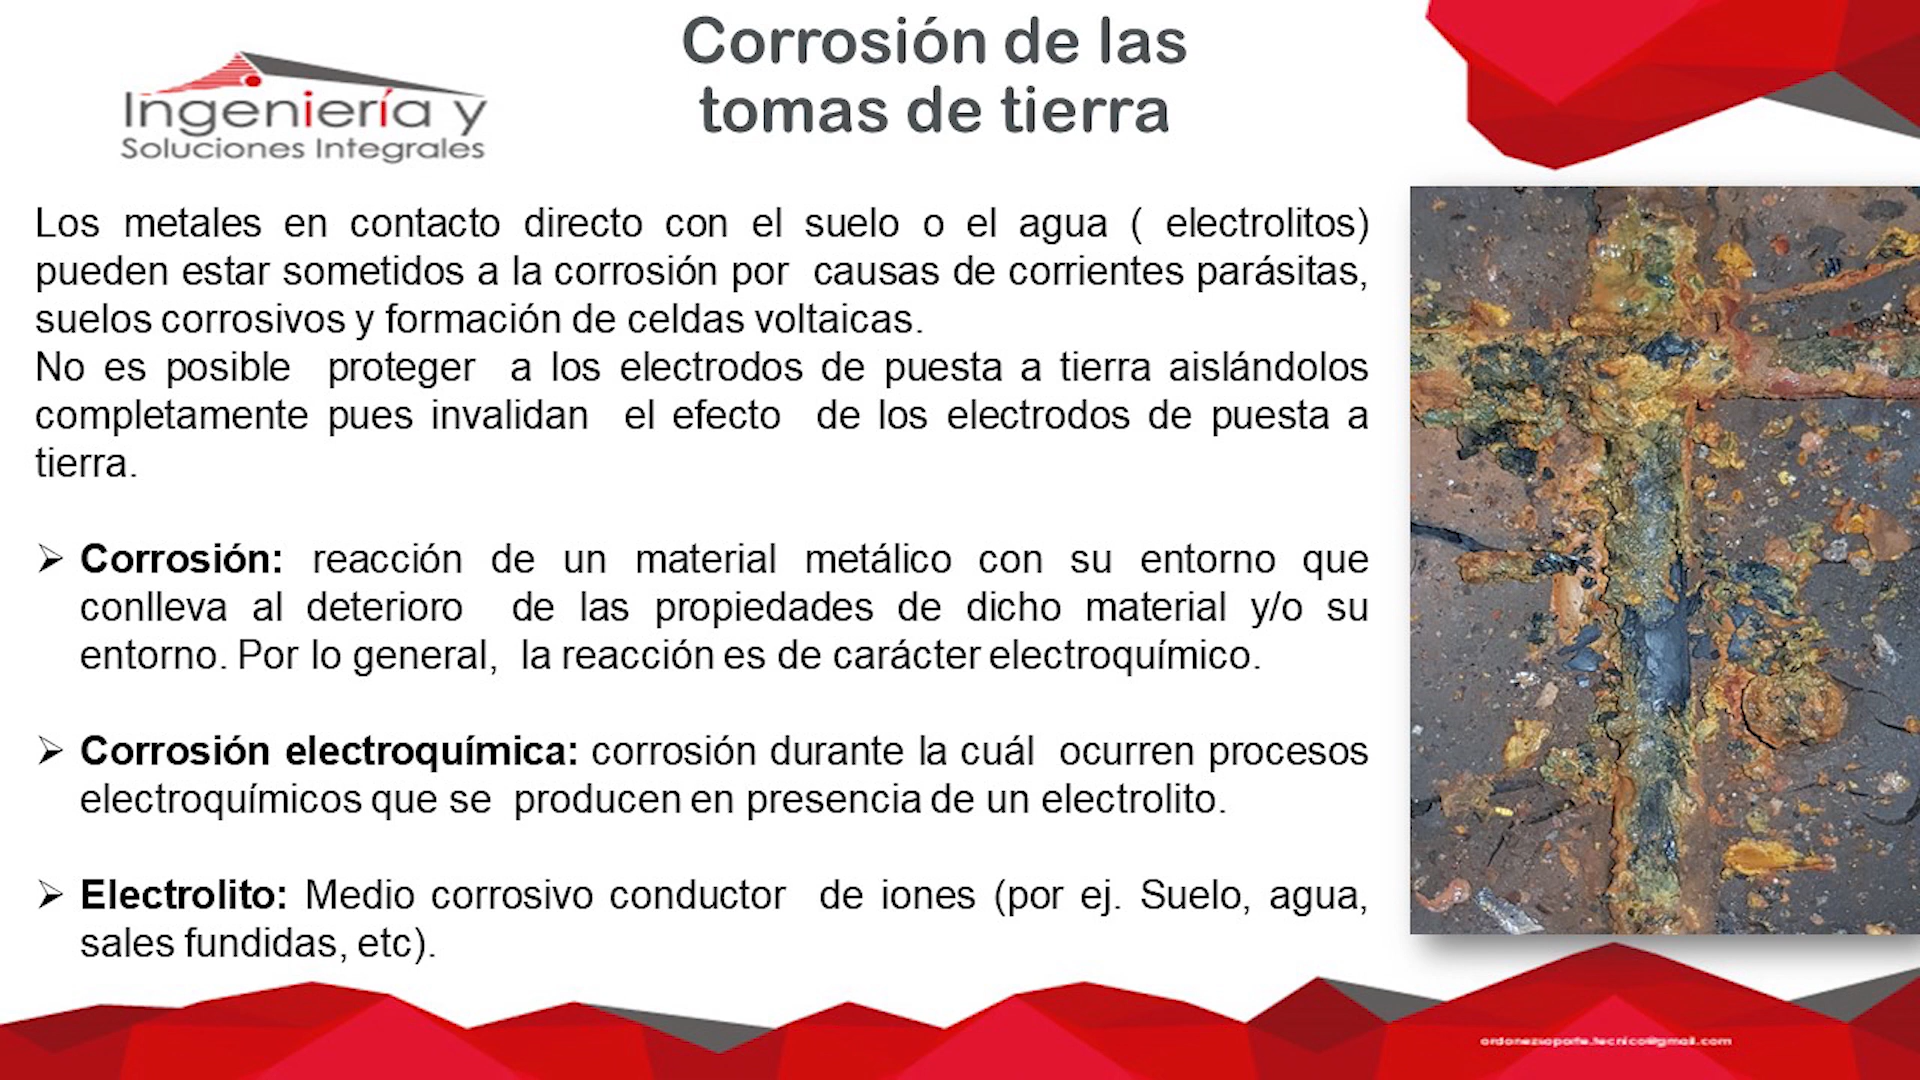 Corrosión de las
tomas de tierra
Ingeniería y
Soluciones Integrales
Los metales en contacto directo con el suelo o el agua ( electrolitos)
pueden estar sometidos a la corrosión por causas de corrientes parásitas,
suelos corrosivos y formación de celdas voltaicas.
No es posible proteger a los electrodos de puesta a tierra aislándolos
completamente pues invalidan el efecto de los electrodos de puesta a
tierra.
➢ Corrosión: reacción de un material metálico con su entorno que
conlleva al deterioro de las propiedades de dicho material y/o su
entorno. Por lo general, la reacción es de carácter electroquímico.
➢ Corrosión electroquímica: corrosión durante la cuál ocurren procesos
electroquímicos que se producen en presencia de un electrolito.
➢ Electrolito: Medio corrosivo conductor de iones (por ej. Suelo, agua,
sales fundidas, etc).
ordonezsoporte.tecnico@gmail.com